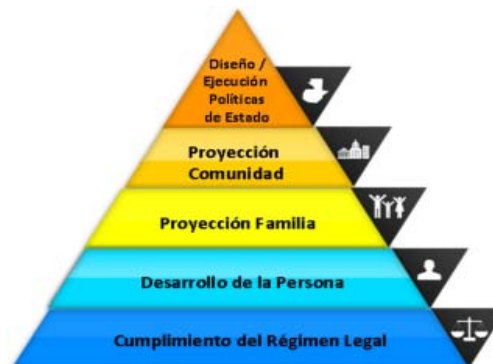 Diseño /
Ejecución
Políticas
de Estado
Proyección
Comunidad
Proyección Familia
Desarrollo de la Persona
Cumplimiento del Régimen Legal